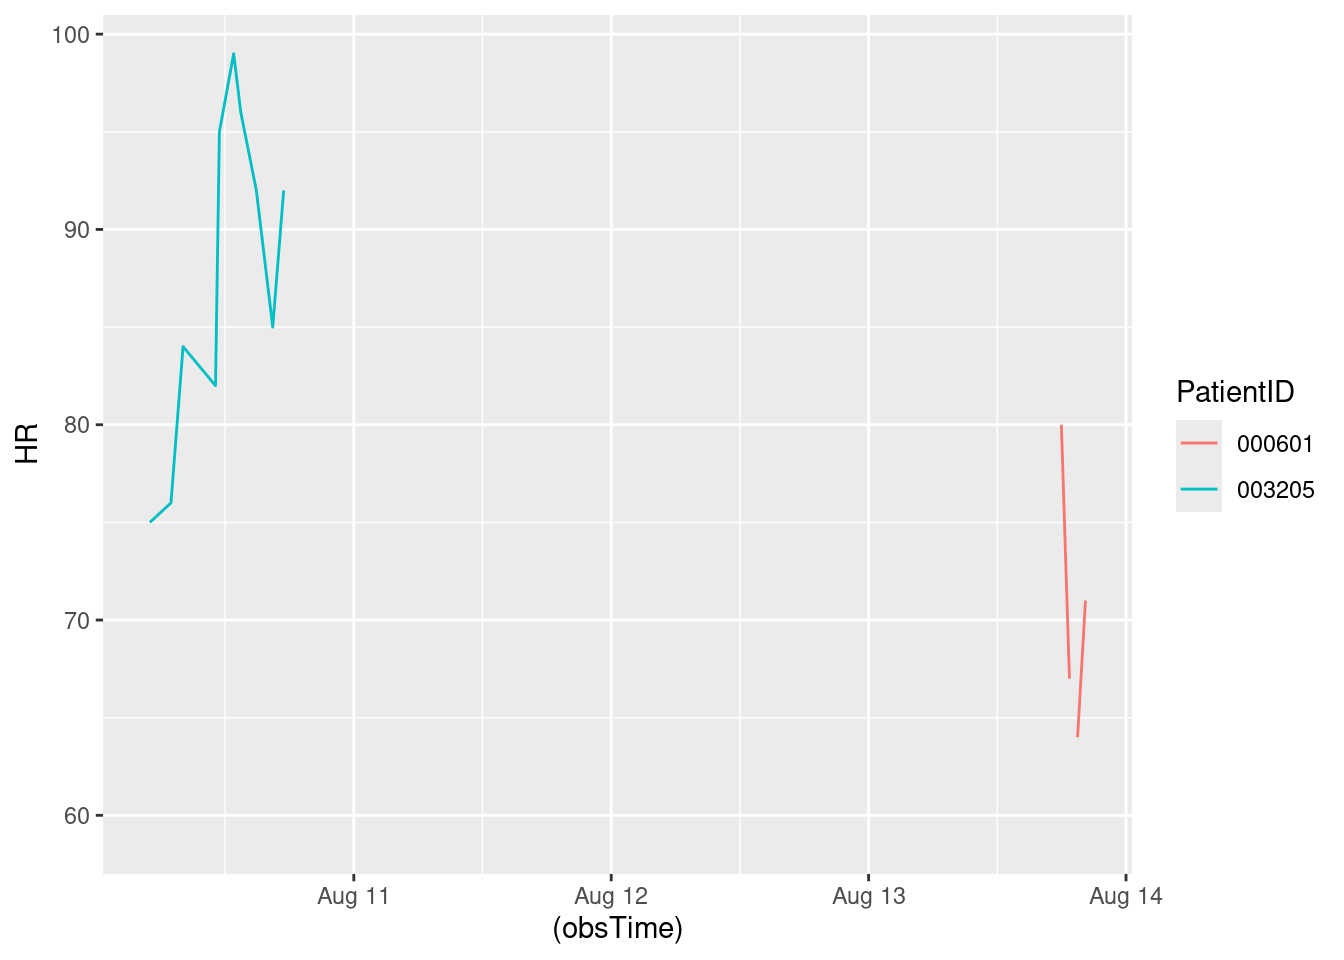 100
90
80
70
60
HR
Aug 11
Aug 12
Aug 13
Aug 14
(obsTime)
PatientID
000601
003205